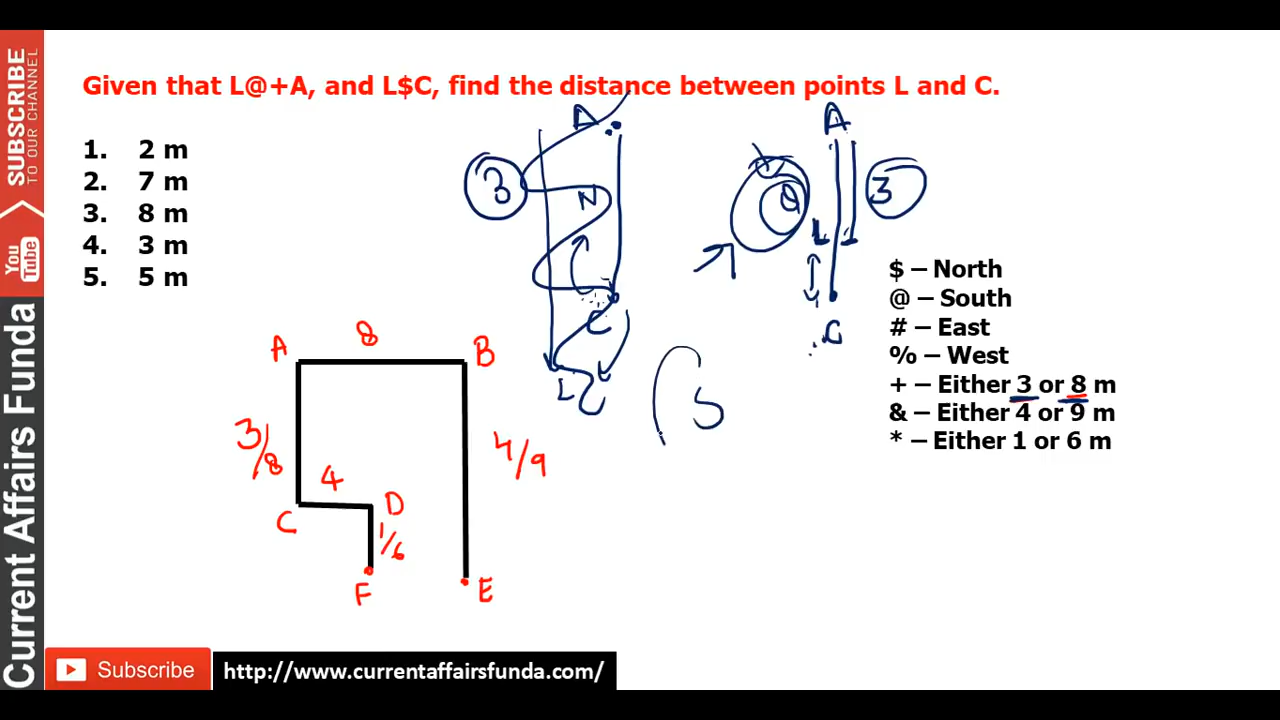 Given that L@+A, and L$C, find the distance between points L and C.
1. 2 m
2. 7 m
3. 8 m
4. 3 m
5. 5 m
$ – North
@ – South
# – East
% – West
+ – Either 3 or 8 m
& – Either 4 or 9 m
* – Either 1 or 6 m
A
3
N
C
L
A
3
L
C
5
A
8
B
3/8
4
4/9
C
D
1/6
F
E
SUBSCRIBE
TO OUR CHANNEL
You Tube
Current Affairs Funda
Subscribe
http://www.currentaffairsfunda.com/